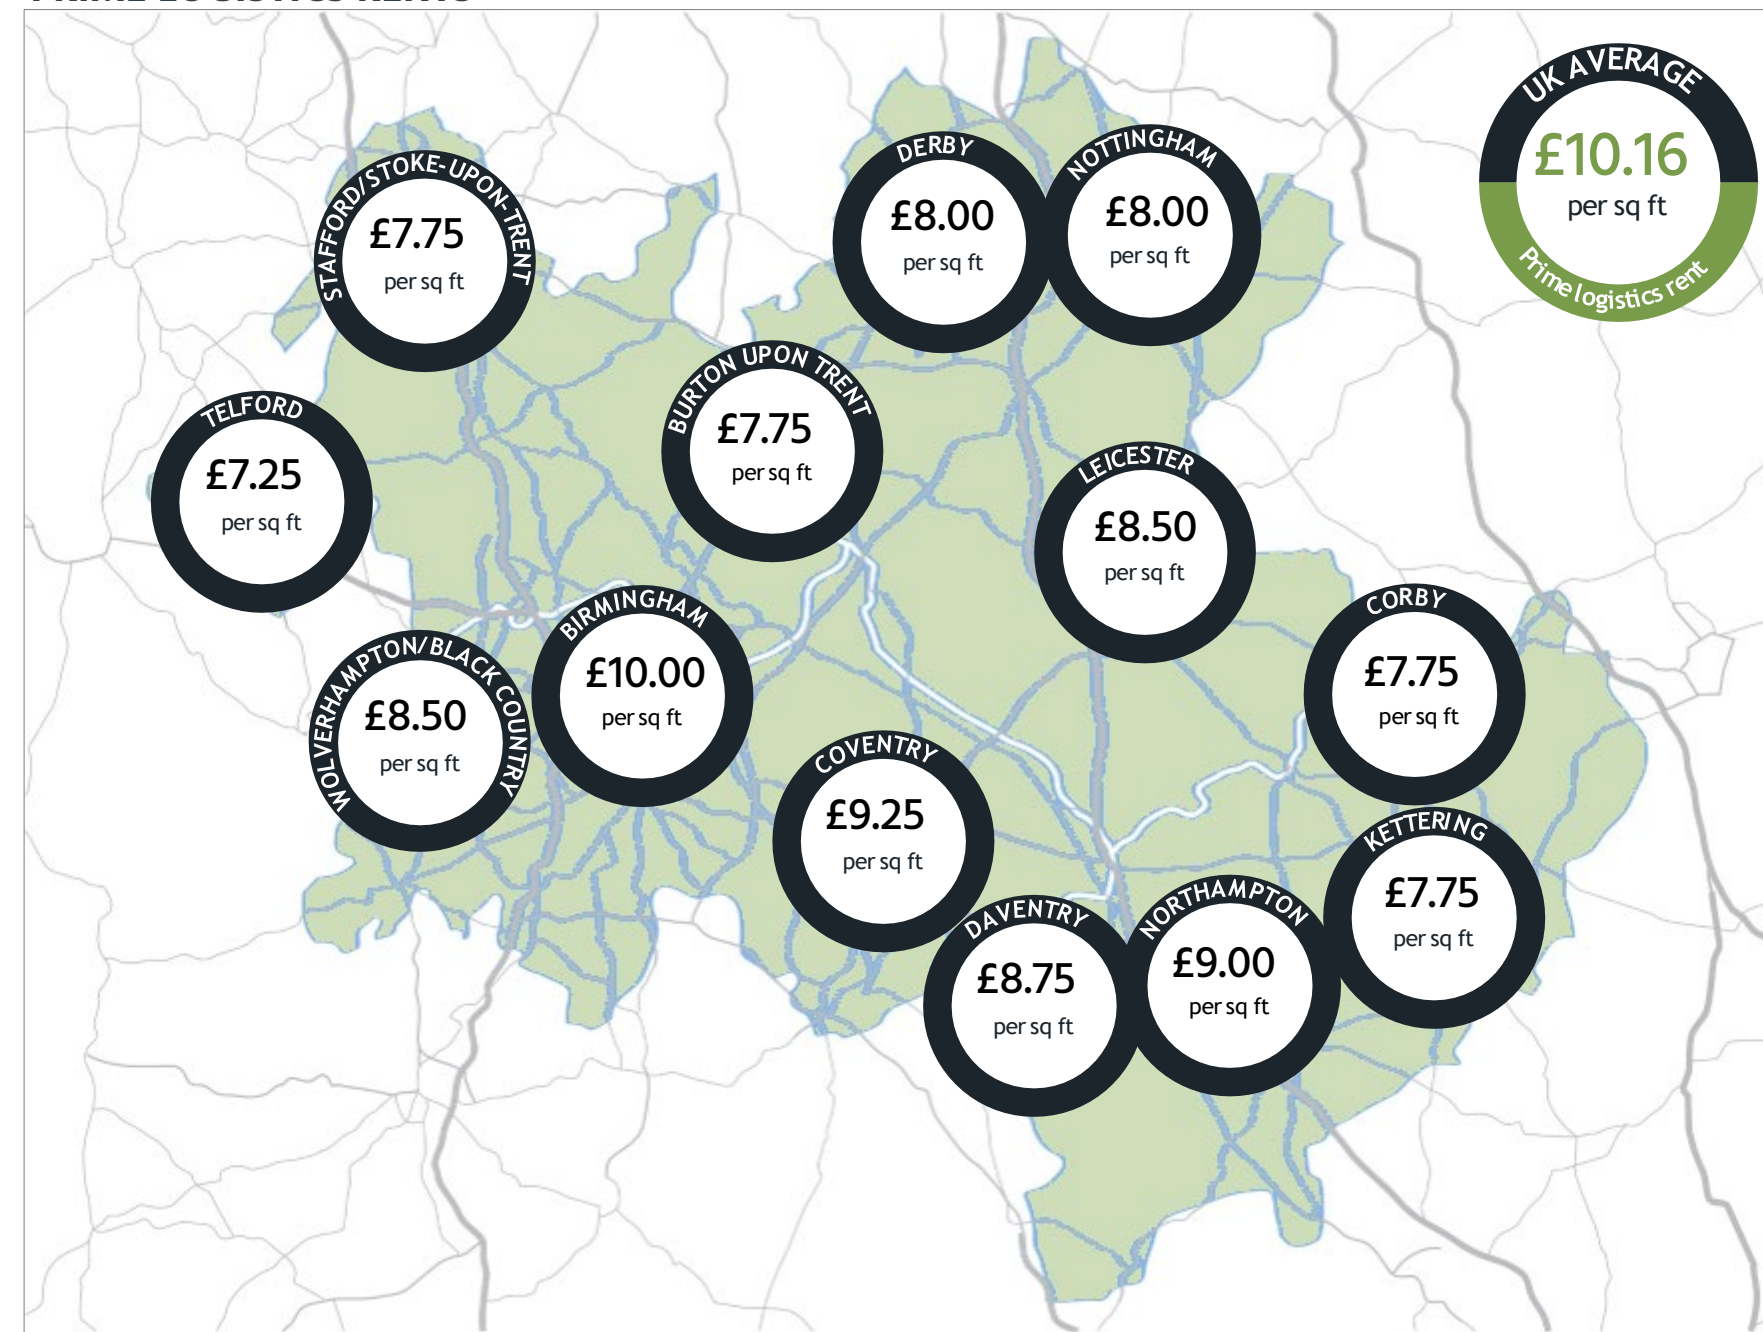 PRIME LOGISTICS RENTS
UK AVERAGE
£10.16
per sq ft
Prime logistics rent
DERBY
£8.00
per sq ft
NOTTINGHAM
£8.00
per sq ft
STAFFORD/STOKE-UPON-TRENT
£7.75
per sq ft
BURTON UPON TRENT
£7.75
per sq ft
TELFORD
£7.25
per sq ft
LEICESTER
£8.50
per sq ft
BIRMINGHAM
£10.00
per sq ft
CORBY
£7.75
per sq ft
WOLVERHAMPTON/BLACK COUNTRY
£8.50
per sq ft
COVENTRY
£9.25
per sq ft
KETTERING
£7.75
per sq ft
DAVENTRY
£8.75
per sq ft
NORTHAMPTON
£9.00
per sq ft